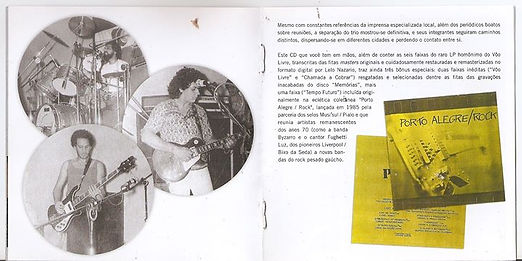 Mesmo com constantes referências da imprensa especializada local, além dos periódicos boatos
sobre reuniões, a separação do trio mostrou-se definitiva, e seus integrantes seguiram caminhos
distintos, dispersando-se em diferentes cidades e perdendo o contato entre si.
Este CD que você tem em mãos, além de conter as seis faixas do raro LP homônimo do Vôo
Livre, transcritas das fitas masters originais e cuidadosamente restauradas e remasterizadas no
formato digital por Lelo Nazario, traz ainda três bônus especiais: duas faixas inéditas ("Vôo
Livre" e "Chamada a Cobrar") resgatadas e selecionadas dentre as fitas das gravações
inacabadas do disco "Memórias", mais
uma faixa ("Tempo Futuro") incluída origi-
nalmente na eclética coletânea "Porto
Alegre / Rock", lançada em 1985 pela
parceria dos selos Musi'sul / Pialo e que
reunia artistas remanescentes
dos anos 70 (como a banda
Byzarro e o cantor Fughetti
Luz, dos pioneiros Liverpool /
Bixo da Seda) a novas ban-
das do rock pesado gaúcho.
PORTO ALEGRE/ROCK